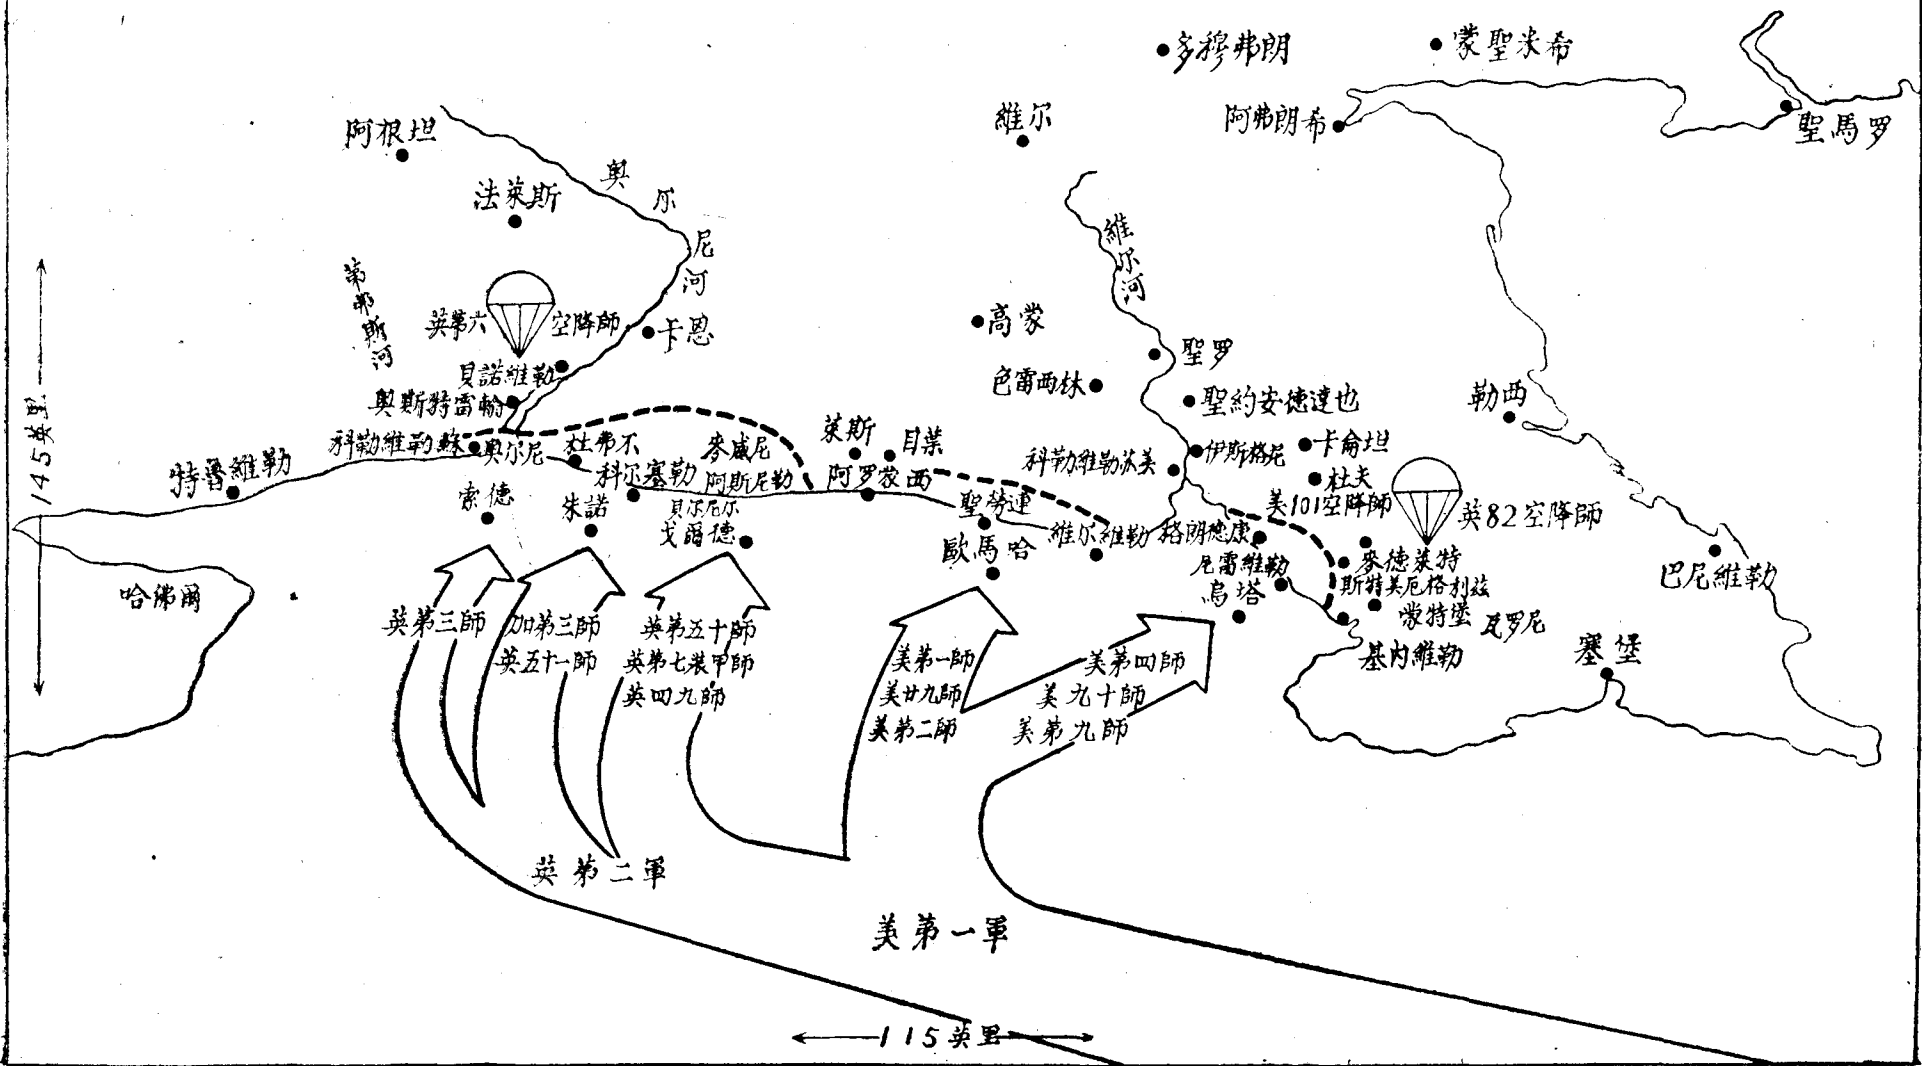 多穆弗朗
蒙聖米希
維尔
阿弗朗希
聖馬罗
阿根坦
法萊斯
奥尔尼河
維尔河
第弗斯河
英第六
空降師
卡恩
高蒙
聖罗
貝諾維勒
色雷西林
奥斯特雷翰
聖約安德達也
勒西
科勒維勒蘇
奥尔尼
杜弗不
麥威尼
萊斯
目葉
科勒維勒茲美
伊斯格尼
卡侖坦
特魯維勒
科尔塞勒
阿斯尼勒
阿罗蒙西
杜夫
美101空降師
英82空降師
145英里
索德
朱諾
貝尔尼尔
戈爾德
聖勞連
歐馬哈
維尔維勒
格朗德康
麥德萊特
尼雷維勒
斯特美厄格利兹
巴尼維勒
哈佛爾
烏塔
蒙特堡
瓦罗尼
基內維勒
塞堡
英第三師
加第三師
英五十一師
英第五十師
英第七裝甲師
英四九師
美第一師
美廿九師
美第二師
美第四師
美九十師
美第九師
英第二軍
美第一軍
115英里